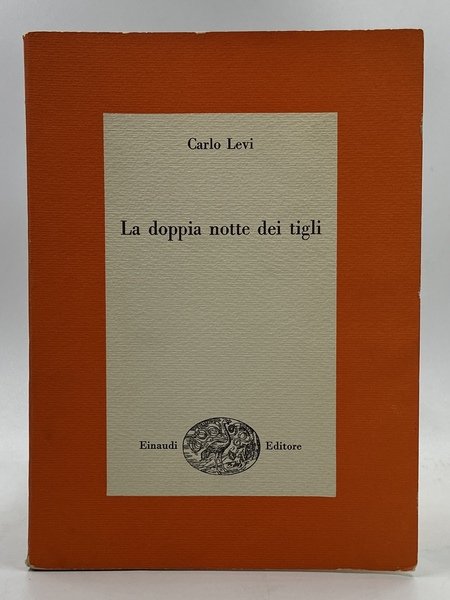 Carlo Levi
La doppia notte dei tigli
Einaudi Editore